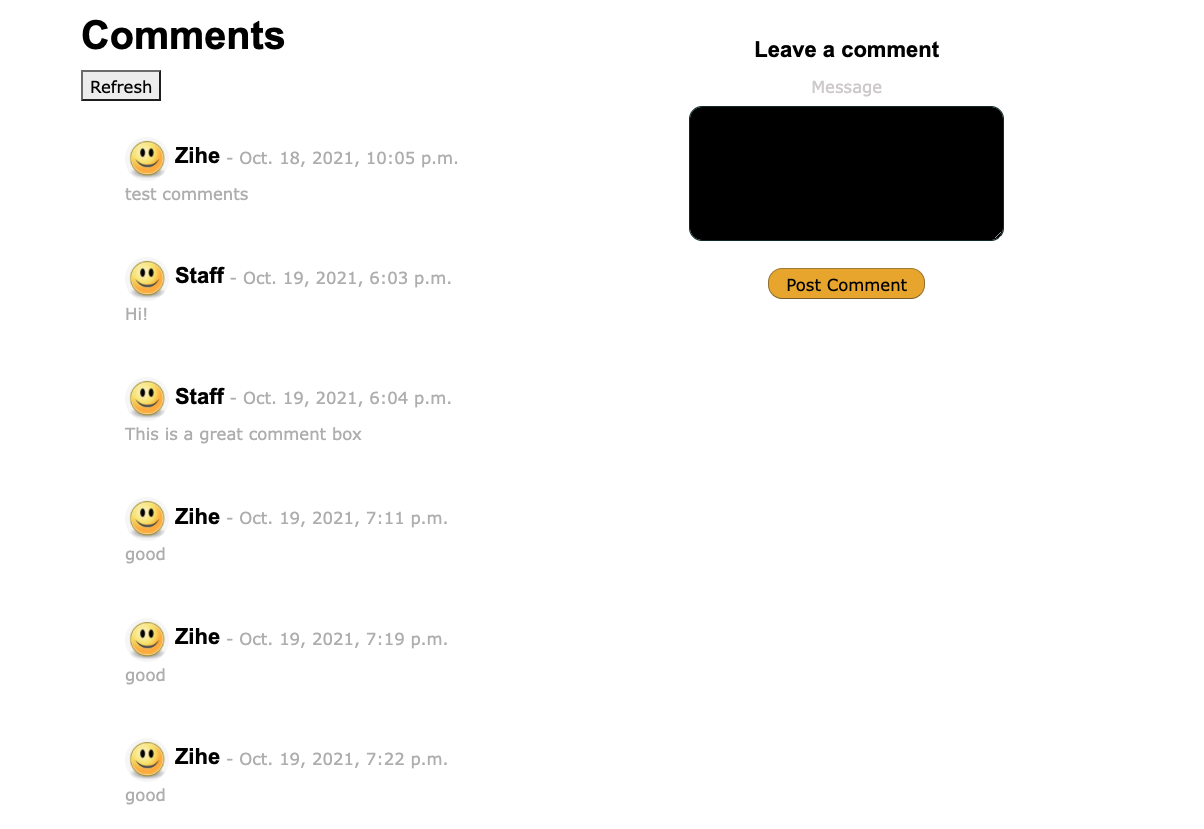 Comments
Refresh
Zihe - Oct. 18, 2021, 10:05 p.m.
test comments
Staff - Oct. 19, 2021, 6:03 p.m.
Hi!
Staff - Oct. 19, 2021, 6:04 p.m.
This is a great comment box
Zihe - Oct. 19, 2021, 7:11 p.m.
good
Zihe - Oct. 19, 2021, 7:19 p.m.
good
Zihe - Oct. 19, 2021, 7:22 p.m.
good
Leave a comment
Message
Post Comment